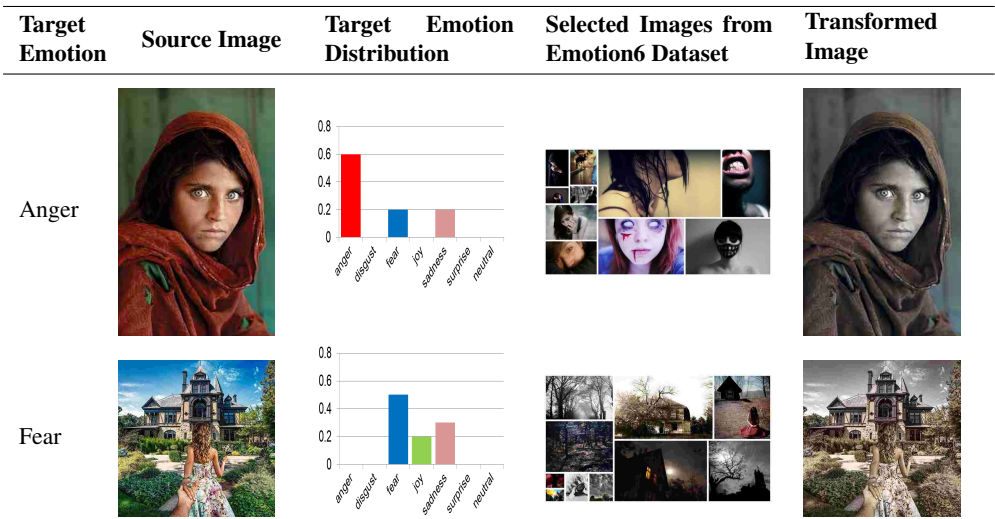 Target Emotion
Source Image
Target Emotion Distribution
Selected Images from Emotion6 Dataset
Transformed Image
Anger
0.8
0.6
0.4
0.2
0
anger
disgust
fear
joy
sadness
surprise
neutral
Fear
0.8
0.6
0.4
0.2
0
anger
disgust
fear
joy
sadness
surprise
neutral